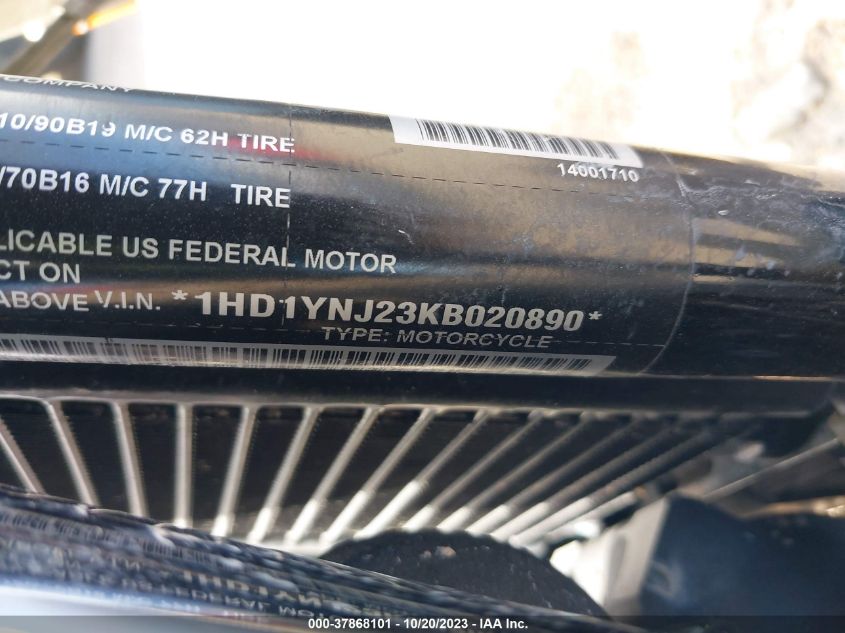 COMPANY
10/90B19 M/C 62H TIRE
14001710
/70B16 M/C 77H TIRE
LICABLE US FEDERAL MOTOR
CT ON
ABOVE V.I.N. *1HD1YNJ23KB020890*
TYPE: MOTORCYCLE
000-37868101 - 10/20/2023 - IAA, Inc.